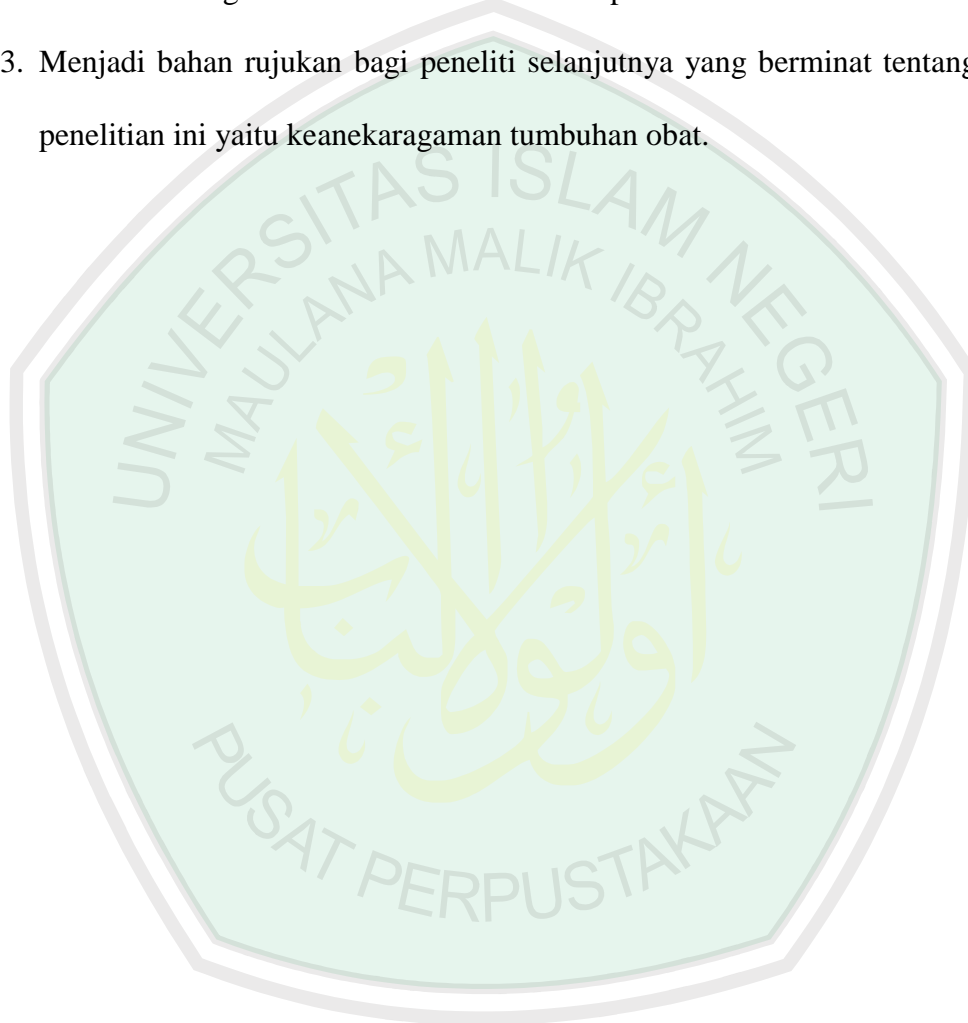 3. Menjadi bahan rujukan bagi peneliti selanjutnya yang berminat tentang
penelitian ini yaitu keanekaragaman tumbuhan obat.
UNIVERSITAS ISLAM NEGERI
MAULANA MALIK IBRAHIM
PUSAT PERPUSTAKAAN